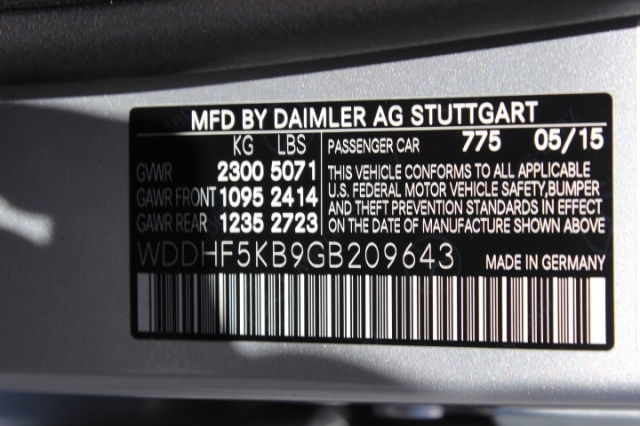 MFD BY DAIMLER AG STUTTGART
KG LBS
GVWR 2300 5071
GAWR FRONT 1095 2414
GAWR REAR 1235 2723
PASSENGER CAR 775 05/15
THIS VEHICLE CONFORMS TO ALL APPLICABLE
U.S. FEDERAL MOTOR VEHICLE SAFETY,BUMPER
AND THEFT PREVENTION STANDARDS IN EFFECT
ON THE DATE OF MANUFACTURE SHOWN ABOVE
WDDHF5KB9GB209643 MADE IN GERMANY